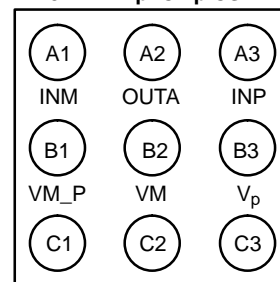 A1 A2 A3
INM OUTA INP
B1 B2 B3
VM_P VM Vp
C1 C2 C3